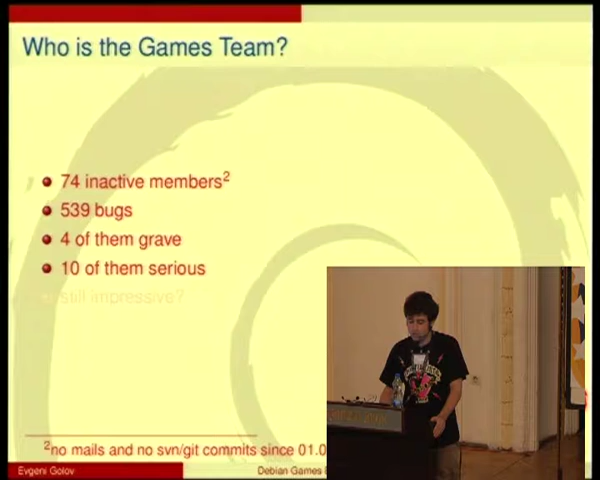 Who is the Games Team?
74 inactive members²
539 bugs
4 of them grave
10 of them serious
still impressive?
²no mails and no svn/git commits since 01.0
Evgeni Golov
Debian Games